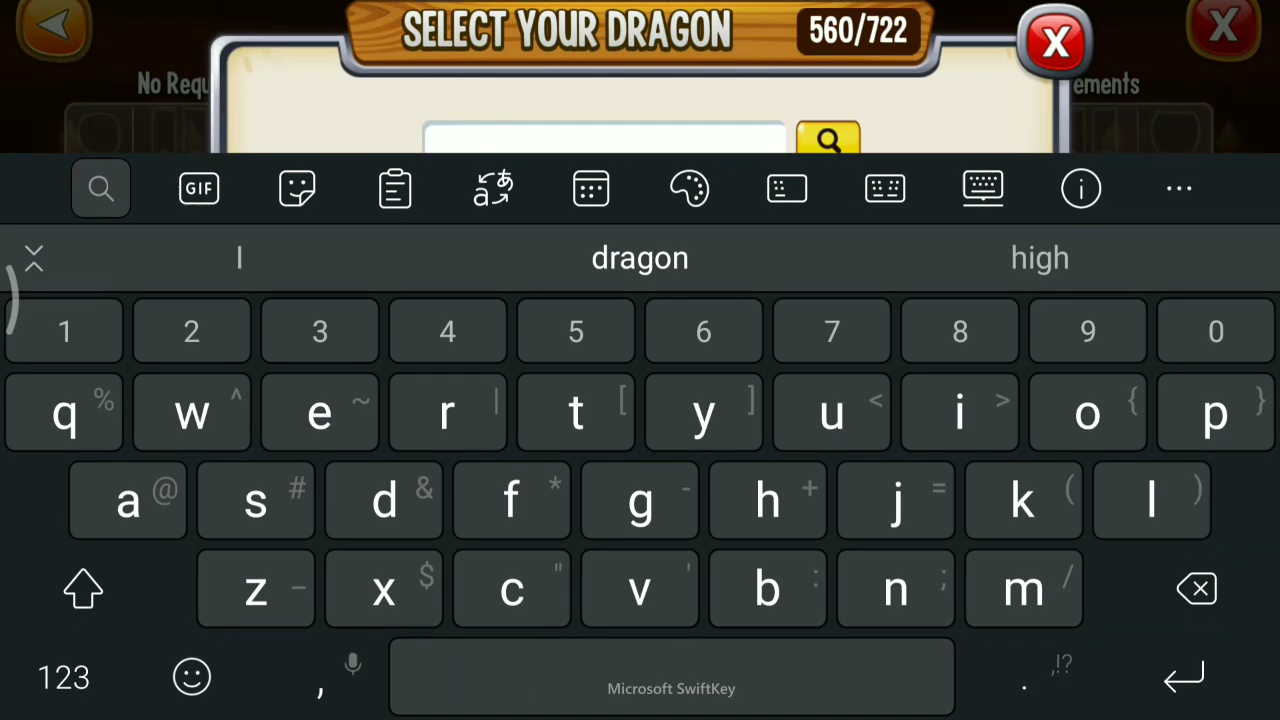 SELECT YOUR DRAGON 560/722 X X
No Requ ements
GIF
I dragon high
1 2 3 4 5 6 7 8 9 0
q % w ^ e ~ r | t [ y ] u < i > o { p }
a @ s # d & f * g - h + j = k ( l )
z _ x $ c " v ' b : n ; m /
123 , Microsoft SwiftKey . ,!?